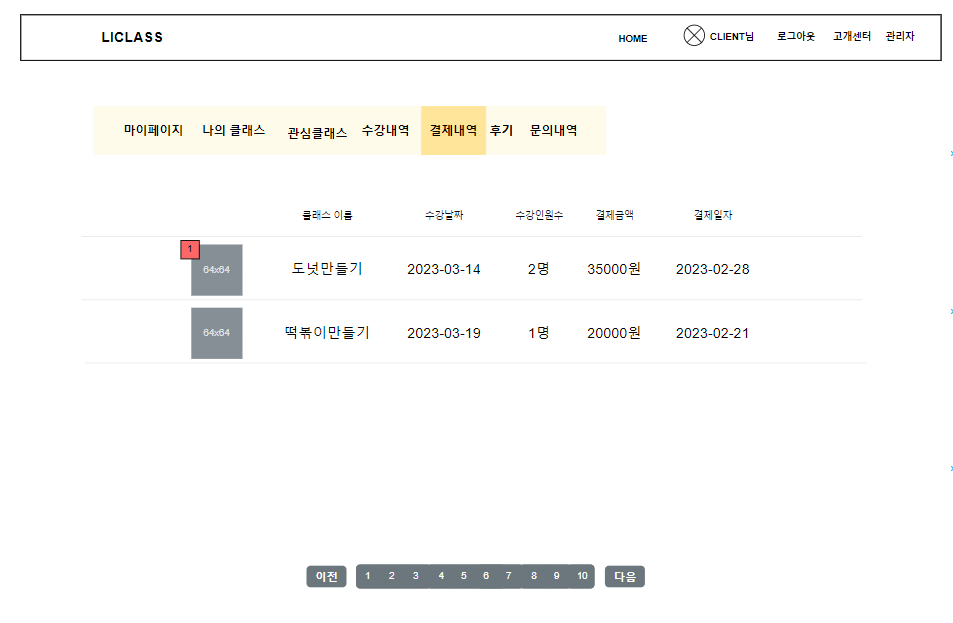 LICLASS HOME CLIENT님 로그아웃 고개센터 관리자
마이페이지 나의 클래스 관심클래스 수강내역 결제내역 후기 문의내역
클래스 이름 수강날짜 수강인원수 결제금액 결제일자
1
64x64 도넛만들기 2023-03-14 2명 35000원 2023-02-28
64x64 떡볶이만들기 2023-03-19 1명 20000원 2023-02-21
이전 1 2 3 4 5 6 7 8 9 10 다음